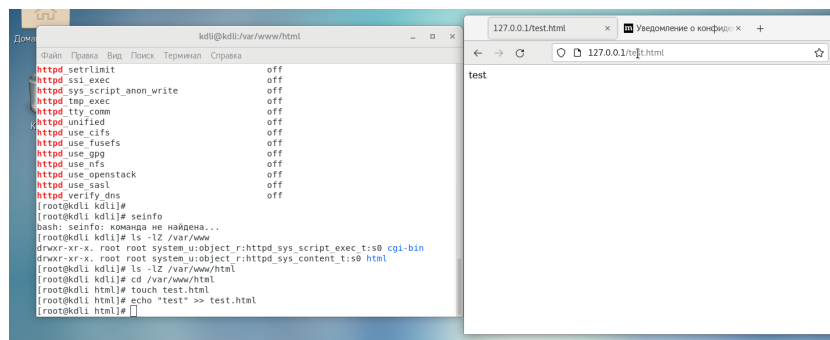 Дома
kdli@kdli:/var/www/html
Файл Правка Вид Поиск Терминал Справка
httpd_setrlimit off
httpd_ssi_exec off
httpd_sys_script_anon_write off
httpd_tmp_exec off
httpd_tty_comm off
httpd_unified off
httpd_use_cifs off
httpd_use_fusefs off
httpd_use_gpg off
httpd_use_nfs off
httpd_use_openstack off
httpd_use_sasl off
httpd_verify_dns off
[root@kdli kdli]#
[root@kdli kdli]# seinfo
bash: seinfo: команда не найдена...
[root@kdli kdli]# ls -lZ /var/www
drwxr-xr-x. root root system_u:object_r:httpd_sys_script_exec_t:s0 cgi-bin
drwxr-xr-x. root root system_u:object_r:httpd_sys_content_t:s0 html
[root@kdli kdli]# ls -lZ /var/www/html
[root@kdli kdli]# cd /var/www/html
[root@kdli html]# touch test.html
[root@kdli html]# echo "test" >> test.html
[root@kdli html]#
127.0.0.1/test.html
Уведомление о конфиде
127.0.0.1/test.html
test